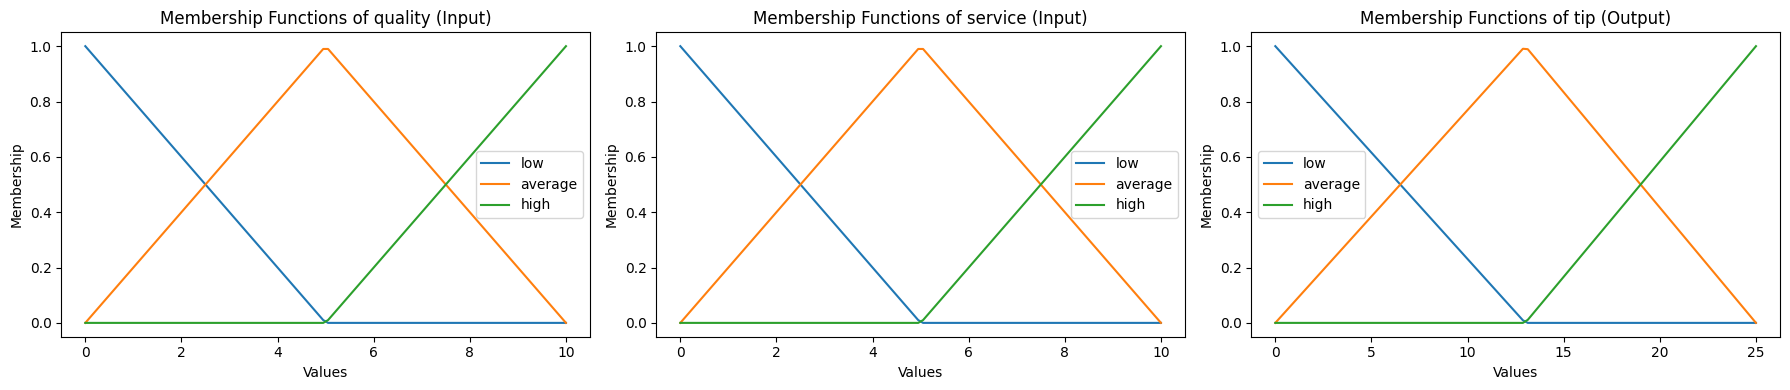 Membership Functions of quality (Input)
Membership
1.0
0.8
0.6
0.4
0.2
0.0
low
average
high
0 2 4 6 8 10
Values
Membership Functions of service (Input)
Membership
1.0
0.8
0.6
0.4
0.2
0.0
low
average
high
0 2 4 6 8 10
Values
Membership Functions of tip (Output)
Membership
1.0
0.8
0.6
0.4
0.2
0.0
low
average
high
0 5 10 15 20 25
Values